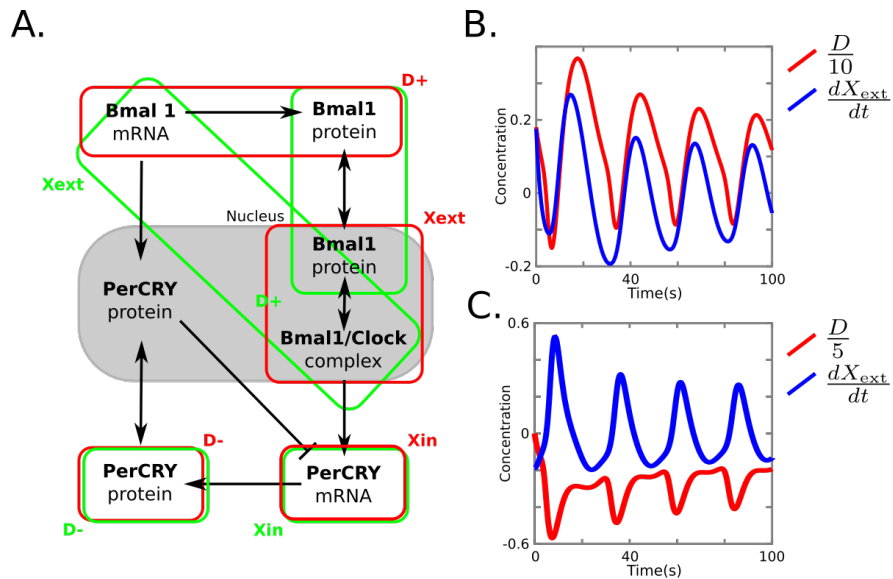 A.
D+
Bmal 1
mRNA
Bmal1
protein
Xext
Nucleus
Xext
Bmal1
protein
PerCRY
protein
D+
Bmal1/Clock
complex
D-
Xin
PerCRY
protein
PerCRY
mRNA
D-
Xin
B.
Concentration
0.2
0
-0.2
0
40
100
Time(s)
D
10
dXext
dt
C.
Concentration
0.6
0
-0.6
0
40
100
Time(s)
D
5
dXext
dt